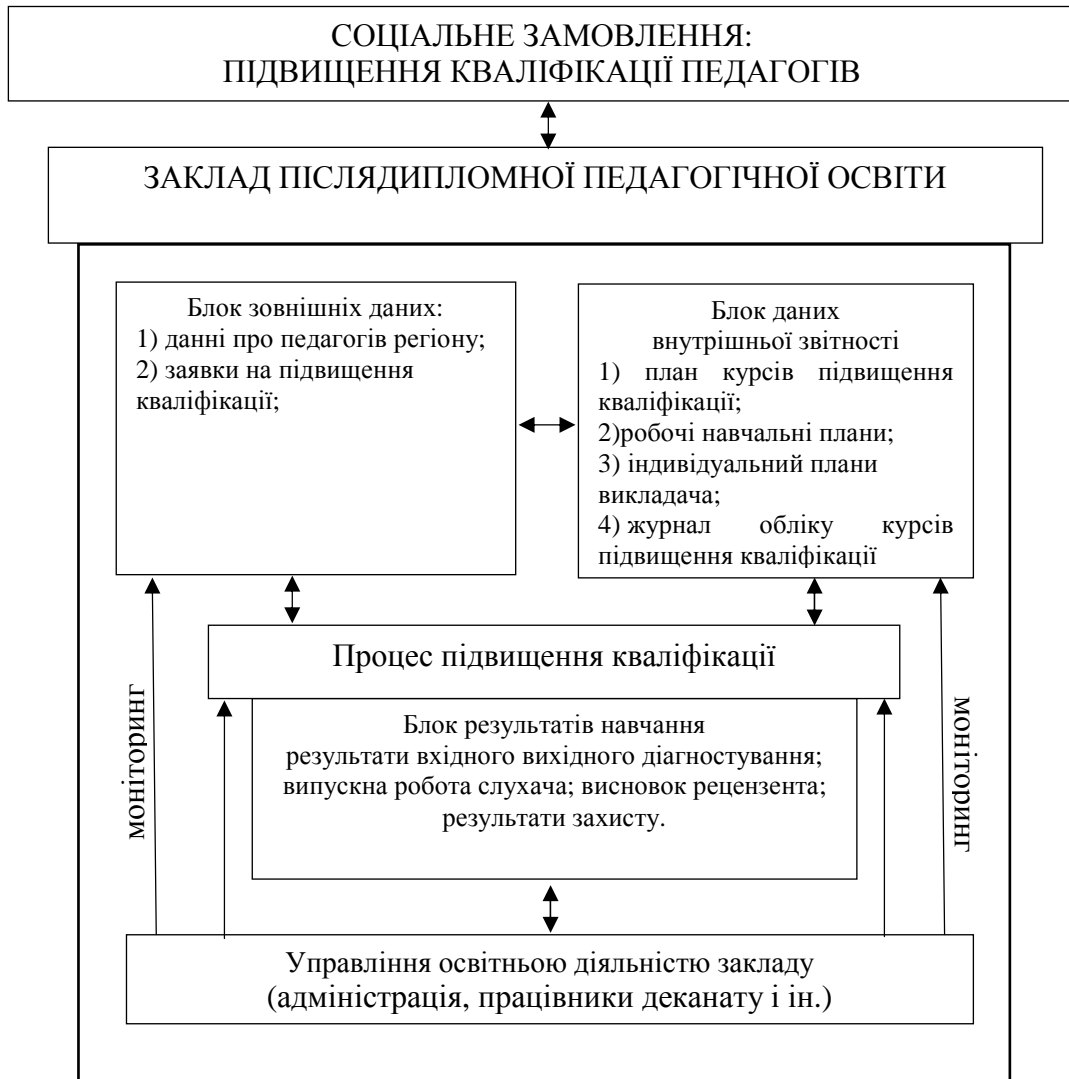 СОЦІАЛЬНЕ ЗАМОВЛЕННЯ:
ПІДВИЩЕННЯ КВАЛІФІКАЦІЇ ПЕДАГОГІВ
ЗАКЛАД ПІСЛЯДИПЛОМНОЇ ПЕДАГОГІЧНОЇ ОСВІТИ
Блок зовнішніх даних:
1) данні про педагогів регіону;
2) заявки на підвищення
кваліфікації;
Блок даних
внутрішньої звітності
1) план курсів підвищення
кваліфікації;
2)робочі навчальні плани;
3) індивідуальний плани
викладача;
4) журнал обліку курсів
підвищення кваліфікації
Процес підвищення кваліфікації
моніторинг
моніторинг
Блок результатів навчання
результати вхідного вихідного діагностування;
випускна робота слухача; висновок рецензента;
результати захисту.
Управління освітньою діяльністю закладу
(адміністрація, працівники деканату і ін.)